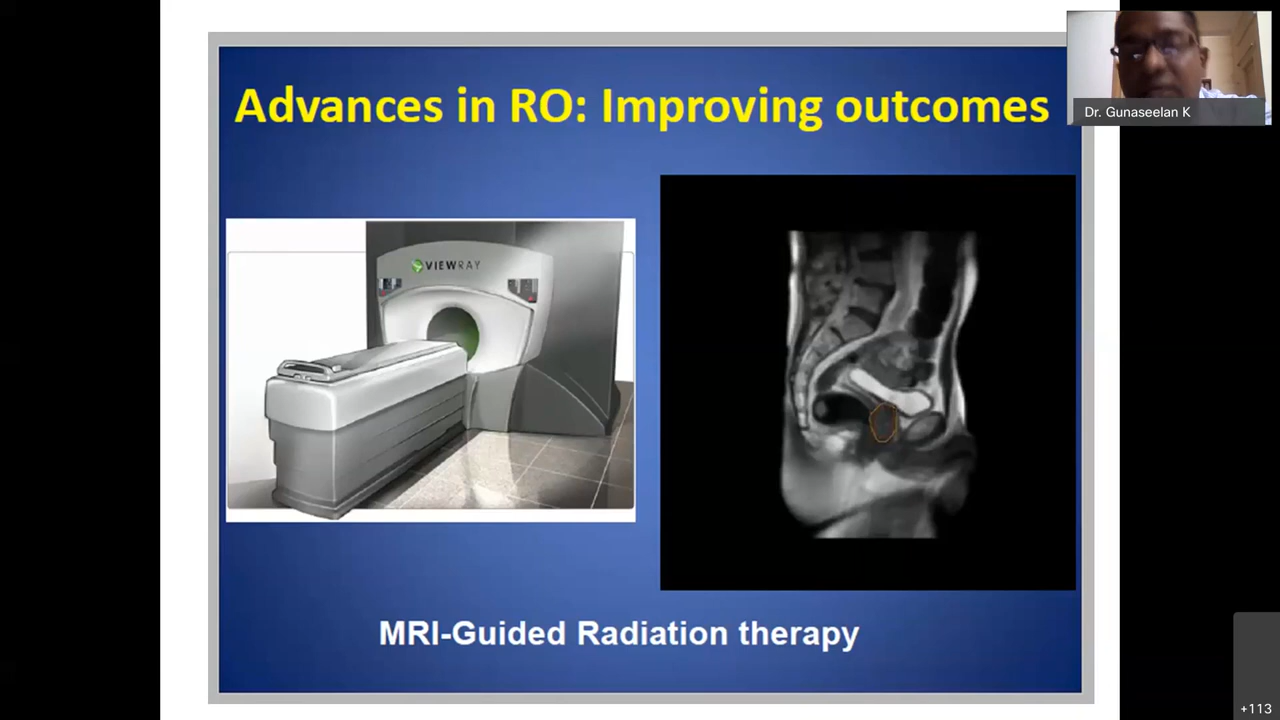 Advances in RO: Improving outcomes
Dr. Gunaseelan K
VIEWRAY
MRI-Guided Radiation therapy
+113